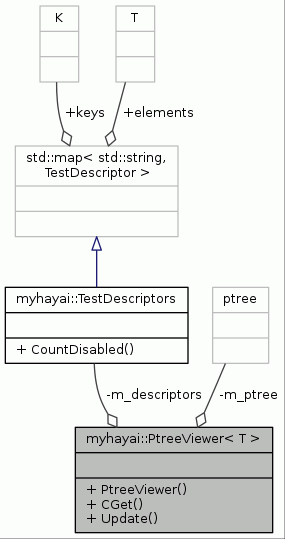 K
T
+keys
+elements
std::map< std::string,
TestDescriptor >
myhayai::TestDescriptors
+ CountDisabled()
ptree
-m_descriptors
-m_ptree
myhayai::PtreeViewer< T >
+ PtreeViewer()
+ CGet()
+ Update()